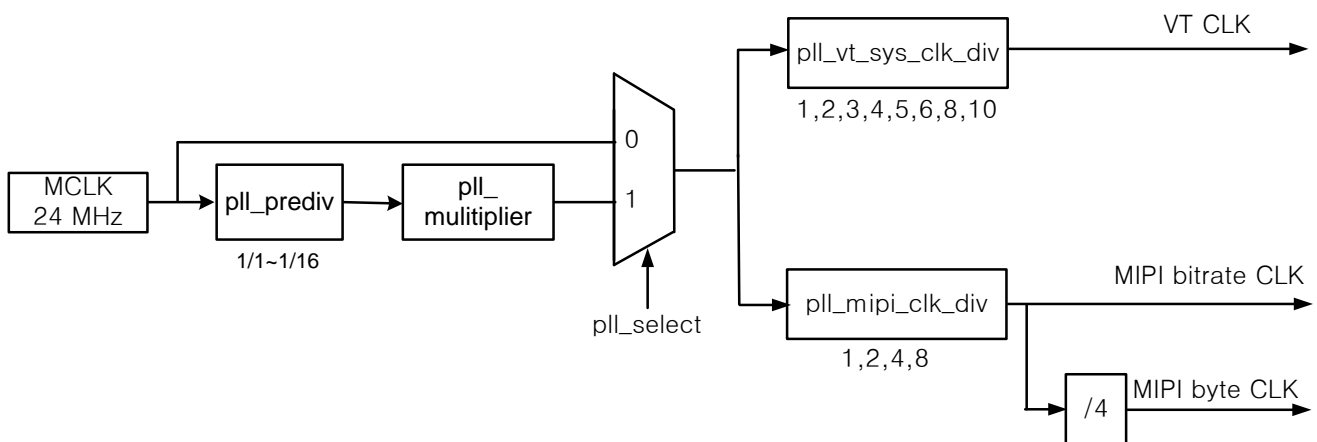 MCLK
24 MHz
pll_prediv
1/1~1/16
pll_
mulitiplier
0
1
pll_select
pll_vt_sys_clk_div
1,2,3,4,5,6,8,10
VT CLK
pll_mipi_clk_div
1,2,4,8
MIPI bitrate CLK
/4
MIPI byte CLK